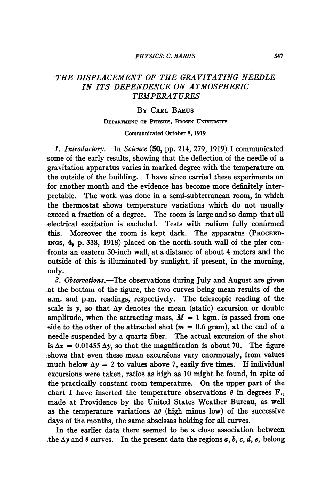 PHYSICS: C. BARUS 587
THE DISPLACEMENT OF THE GRAVITATING NEEDLE
IN ITS DEPENDENCE ON ATMOSPHERIC
TEMPERATURES
BY CARL BARUS
DEPARTMENT OF PHYSICS, BROWN UNIVERSITY
Communicated October 8, 1919
1. Introductory. In Science (50, pp. 214, 279, 1919) I communicated
some of the early results, showing that the deflection of the needle of a
gravitation apparatus varies in marked degree with the temperature on
the outside of the building. I have since carried these experiments on
for another month and the evidence has become more definitely inter-
pretable. The work was done in a semi-subterranean room, in which
the thermostat shows temperature variations which do not usually
exceed a fraction of a degree. The room is large and so damp that all
electrical excitation is excluded. Tests with radium fully confirmed
this. Moreover the room is kept dark. The apparatus (PROCEED-
INGS, 4, p. 338, 1918) placed on the north-south wall of the pier con-
fronts an eastern 30-inch wall, at a distance of about 4 meters and the
outside of this is illuminated by sunlight, if present, in the morning,
only.
2. Observations.—The observations during July and August are given
at the bottom of the figure, the two curves being mean results of the
a.m. and p.m. readings, respectively. The telescopic reading of the
scale is y, so that Δy denotes the mean (static) excursion or double
amplitude, when the attracting mass, M = 1 kgm. is passed from one
side to the other of the attracted shot (m = 0.6 gram), at the end of a
needle suspended by a quartz fiber. The actual excursion of the shot
is Δx = 0.01455 Δy, so that the magnification is about 70. The figure
shows that even these mean excursions vary enormously, from values
much below Δy = 2 to values above 7, easily five times. If individual
excursions were taken, ratios as high as 10 might be found, in spite of
the practically constant room temperature. On the upper part of the
chart I have inserted the temperature observations θ in degrees F.,
made at Providence by the United States Weather Bureau, as well
as the temperature variations Δθ (high minus low) of the successive
days of the months, the same abscissas holding for all curves.
In the earlier data there seemed to be a close association between
the Δy and θ curves. In the present data the regions a, b, c, d, e, belong